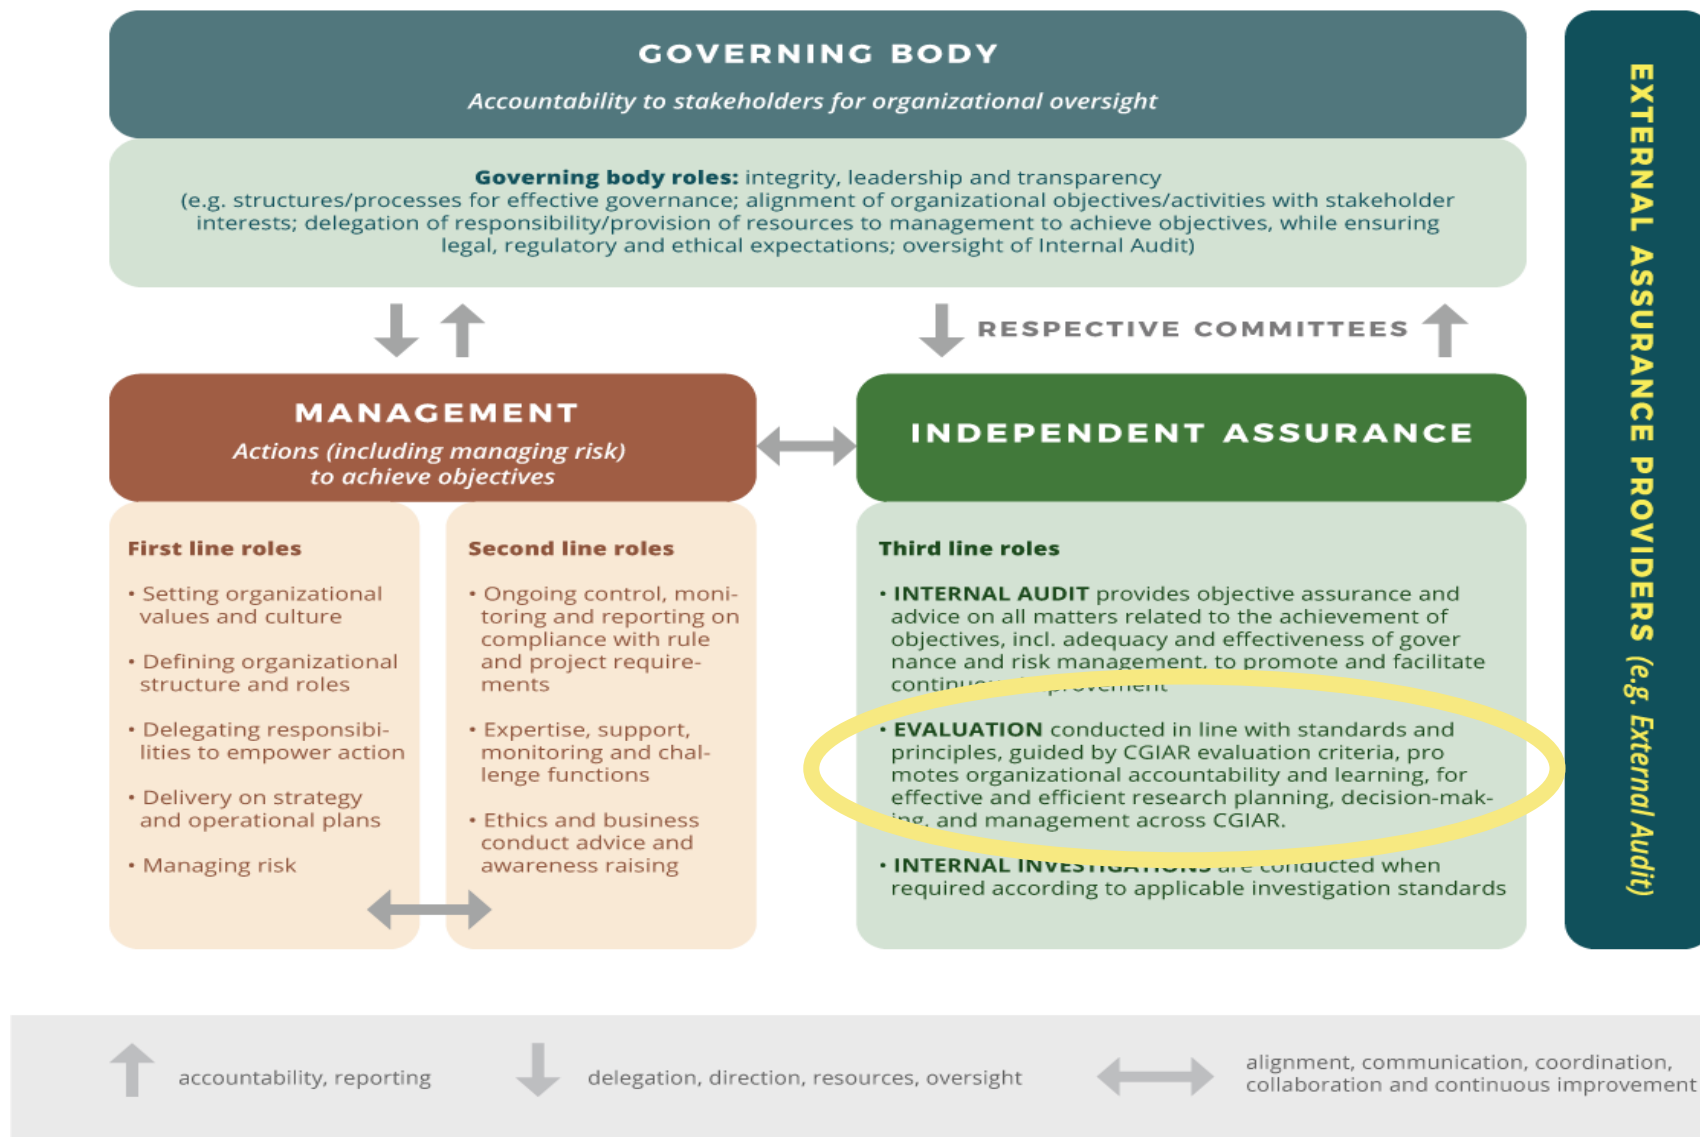 GOVERNING BODY
Accountability to stakeholders for organizational oversight
Governing body roles: integrity, leadership and transparency
(e.g. structures/processes for effective governance; alignment of organizational objectives/activities with stakeholder
interests; delegation of responsibility/provision of resources to management to achieve objectives, while ensuring
legal, regulatory and ethical expectations; oversight of Internal Audit)
RESPECTIVE COMMITTEES
MANAGEMENT
Actions (including managing risk)
to achieve objectives
First line roles
• Setting organizational
values and culture
• Defining organizational
structure and roles
• Delegating responsibi-
lities to empower action
• Delivery on strategy
and operational plans
• Managing risk
Second line roles
• Ongoing control, moni-
toring and reporting on
compliance with rule
and project require-
ments
• Expertise, support,
monitoring and chal-
lenge functions
• Ethics and business
conduct advice and
awareness raising
INDEPENDENT ASSURANCE
Third line roles
• INTERNAL AUDIT provides objective assurance and
advice on all matters related to the achievement of
objectives, incl. adequacy and effectiveness of gover
nance and risk management, to promote and facilitate
continuous improvement
• EVALUATION conducted in line with standards and
principles, guided by CGIAR evaluation criteria, pro
motes organizational accountability and learning, for
effective and efficient research planning, decision-mak-
ing, and management across CGIAR.
• INTERNAL INVESTIGATIONS are conducted when
required according to applicable investigation standards
EXTERNAL ASSURANCE PROVIDERS (e.g. External Audit)
accountability, reporting
delegation, direction, resources, oversight
alignment, communication, coordination,
collaboration and continuous improvement